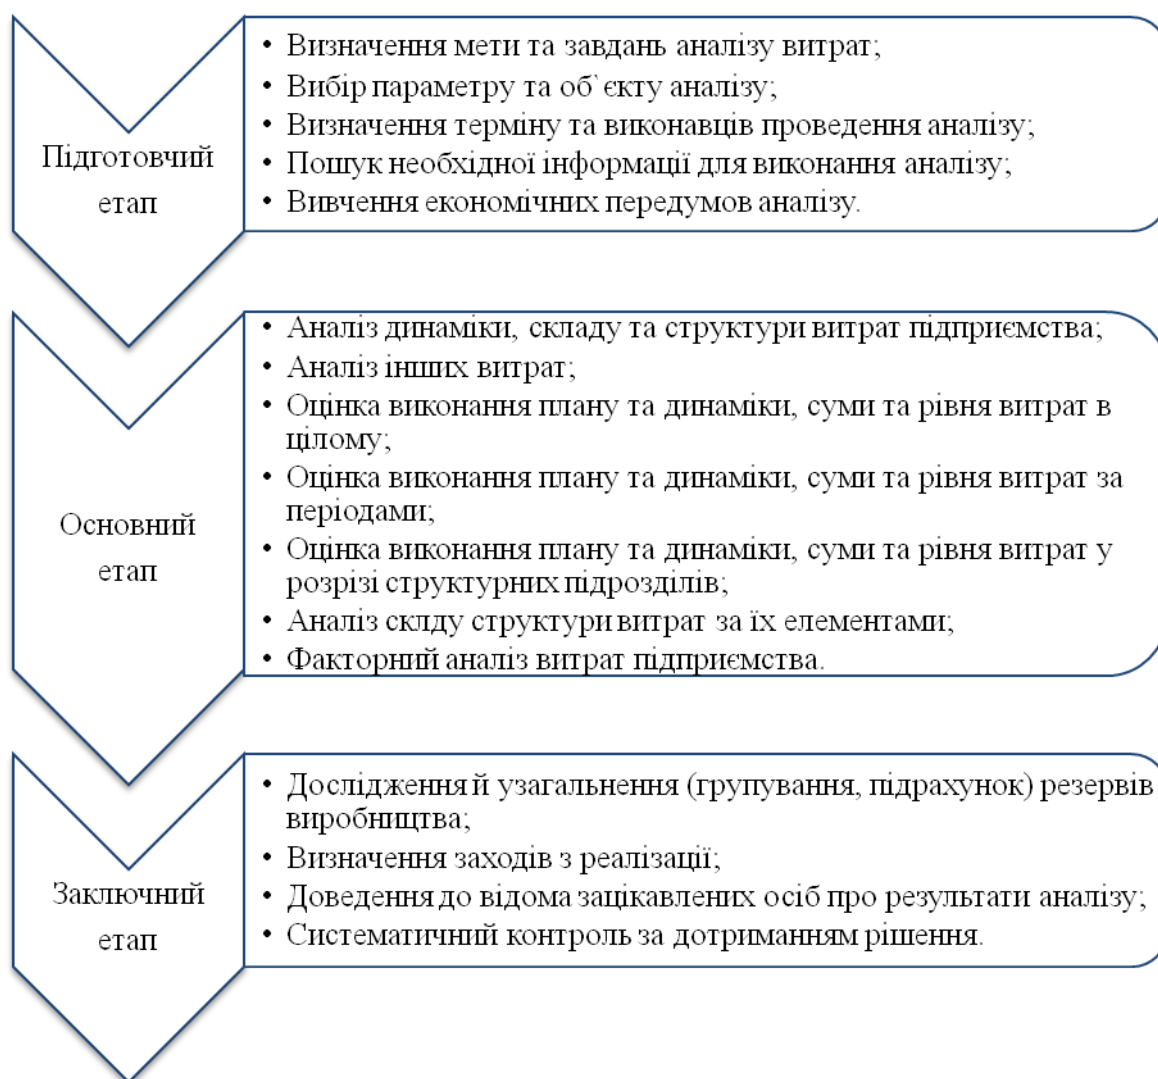 Підготовчий
етап
• Визначення мети та завдань аналізу витрат;
• Вибір параметру та об`єкту аналізу;
• Визначення терміну та виконавців проведення аналізу;
• Пошук необхідної інформації для виконання аналізу;
• Вивчення економічних передумов аналізу.
Основний
етап
• Аналіз динаміки, складу та структури витрат підприємства;
• Аналіз інших витрат;
• Оцінка виконання плану та динаміки, суми та рівня витрат в
цілому;
• Оцінка виконання плану та динаміки, суми та рівня витрат за
періодами;
• Оцінка виконання плану та динаміки, суми та рівня витрат у
розрізі структурних підрозділів;
• Аналіз склду структури витрат за їх елементами;
• Факторний аналіз витрат підприємства.
Заключний
етап
• Дослідження й узагальнення (групування, підрахунок) резервів
виробництва;
• Визначення заходів з реалізації;
• Доведення до відома зацікавлених осіб про результати аналізу;
• Систематичний контроль за дотриманням рішення.